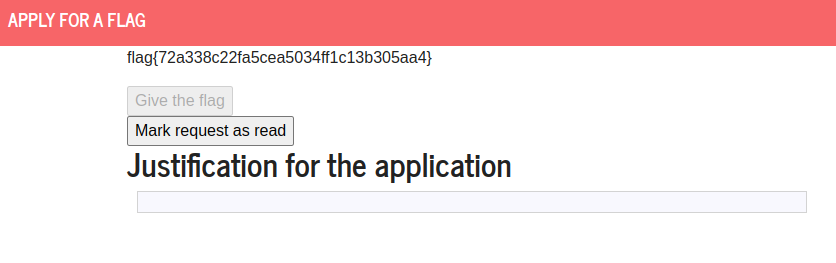 APPLY FOR A FLAG
flag{72a338c22fa5cea5034ff1c13b305aa4}
Give the flag
Mark request as read
Justification for the application